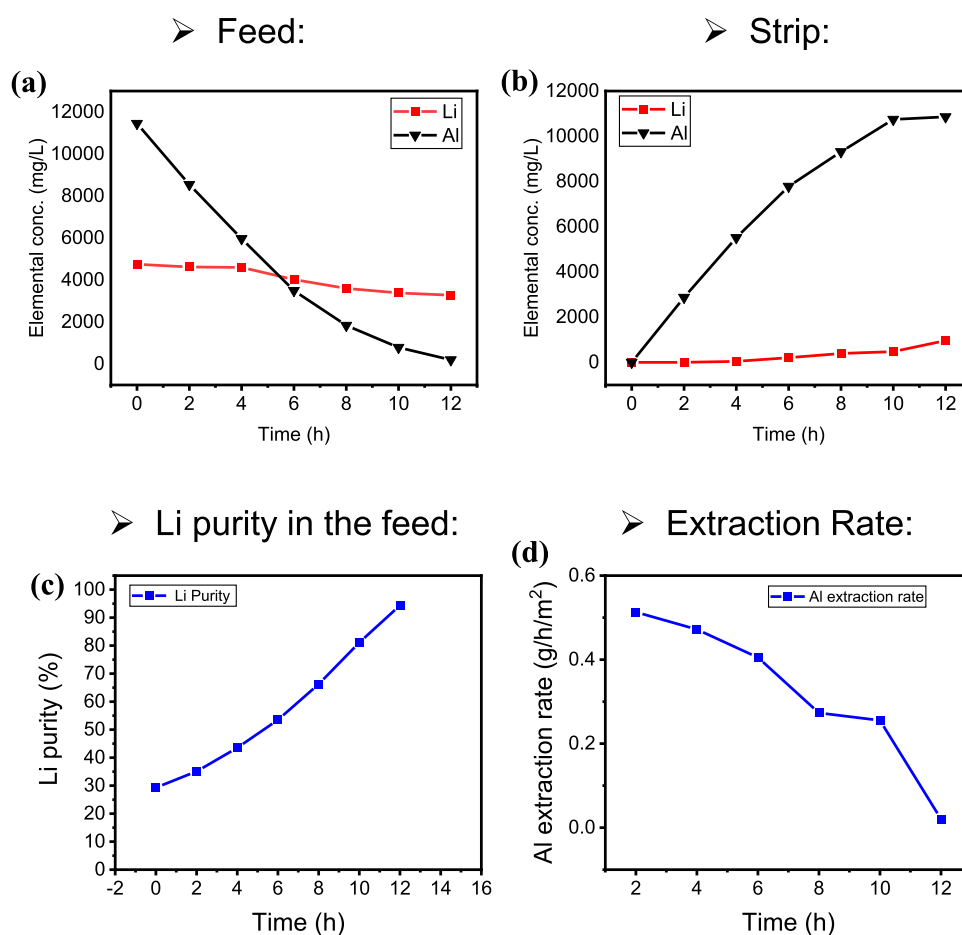 ➢ Feed:
➢ Strip:
(a)
Li
Al
12000
10000
8000
6000
4000
2000
0
Elemental conc. (mg/L)
0 2 4 6 8 10 12
Time (h)
(b)
Li
Al
12000
10000
8000
6000
4000
2000
0
Elemental conc. (mg/L)
0 2 4 6 8 10 12
Time (h)
➢ Li purity in the feed:
➢ Extraction Rate:
(c)
Li Purity
100
90
80
70
60
50
40
30
20
10
0
Li purity (%)
-2 0 2 4 6 8 10 12 14 16
Time (h)
(d)
Al extraction rate
0.6
0.4
0.2
0.0
Al extraction rate (g/h/m²)
2 4 6 8 10 12
Time (h)